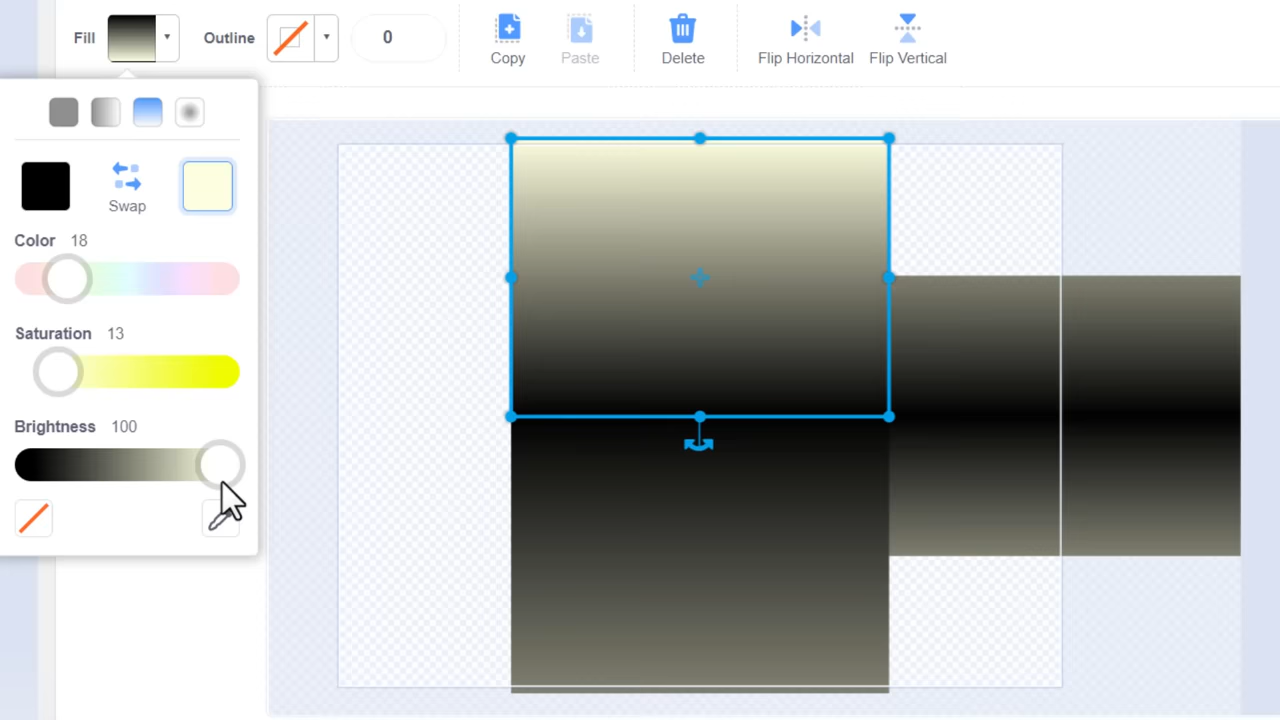 Fill
Outline
0
Copy
Paste
Delete
Flip Horizontal
Flip Vertical
Swap
Color 18
Saturation 13
Brightness 100